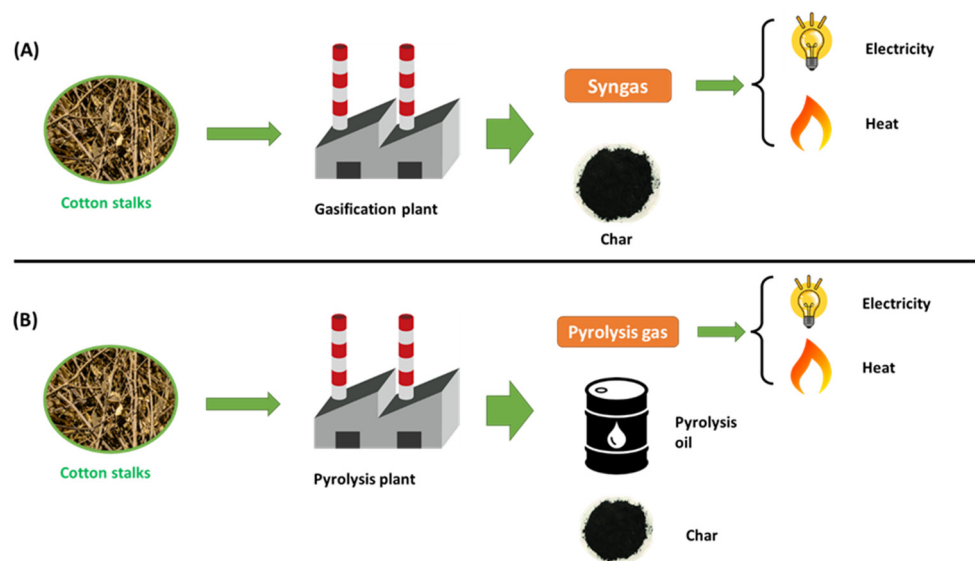 (A)
Cotton stalks
Gasification plant
Syngas
Char
Electricity
Heat
(B)
Cotton stalks
Pyrolysis plant
Pyrolysis gas
Pyrolysis
oil
Char
Electricity
Heat